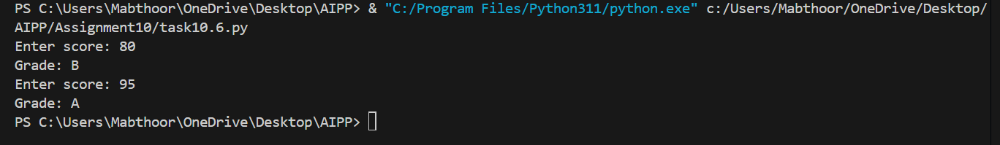 PS C:\Users\Mabthoor\OneDrive\Desktop\AIPP> & "C:/Program Files/Python311/python.exe" c:/Users/Mabthoor/OneDrive/Desktop/
AIPP/Assignment10/task10.6.py
Enter score: 80
Grade: B
Enter score: 95
Grade: A
PS C:\Users\Mabthoor\OneDrive\Desktop\AIPP>